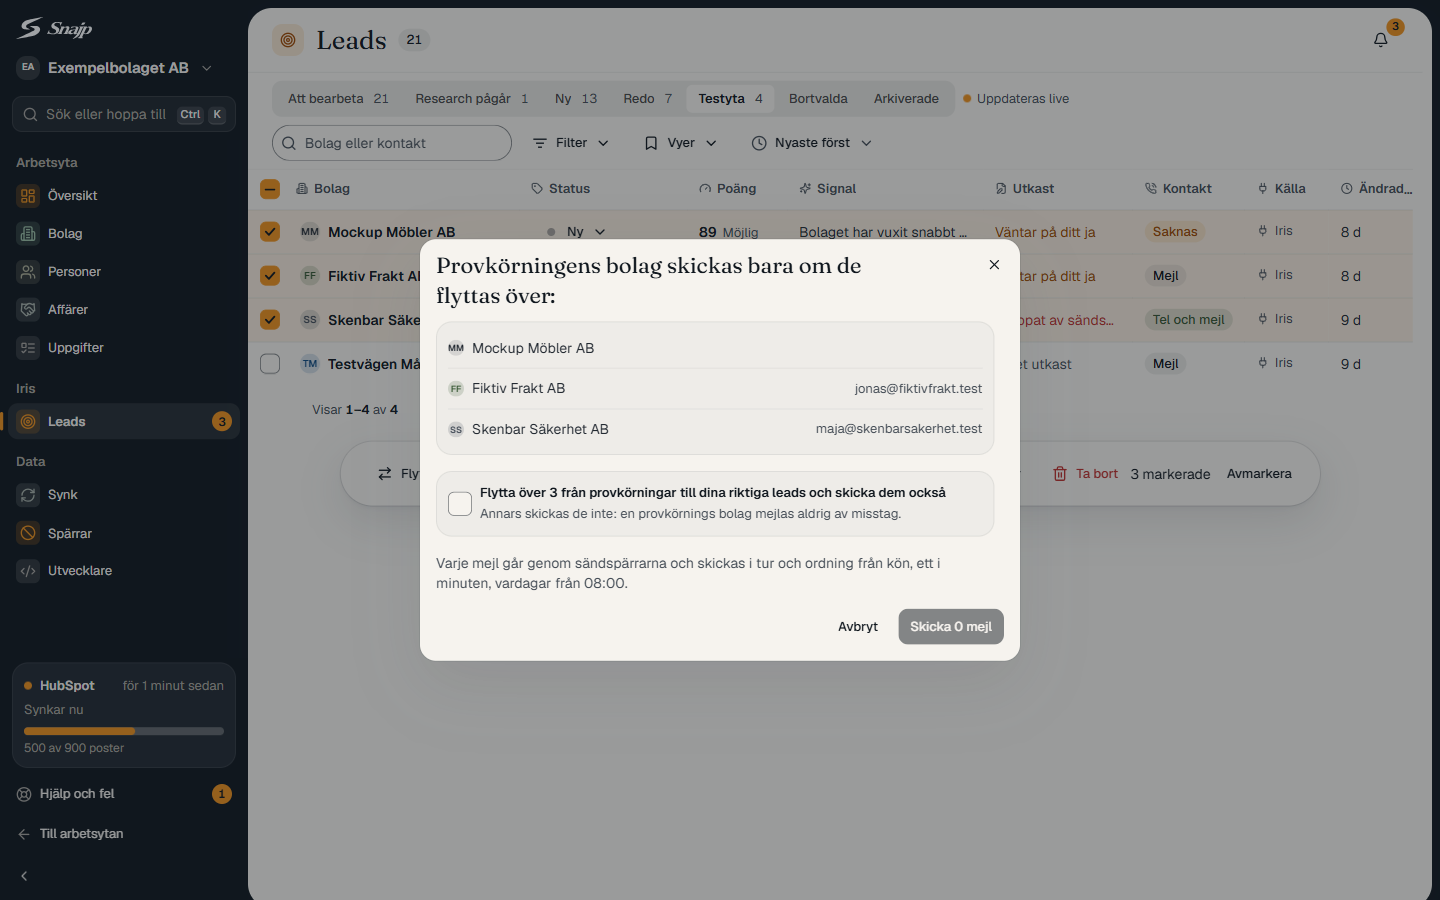 Snajp
EA Exempelbolaget AB
Sök eller hoppa till Ctrl K
Arbetsyta
Översikt
Bolag
Personer
Affärer
Uppgifter
Iris
Leads 3
Data
Synk
Spärrar
Utvecklare
HubSpot för 1 minut sedan
Synkar nu
500 av 900 poster
Hjälp och fel 1
Till arbetsytan
Leads 21
3
Att bearbeta 21 Research pågår 1 Ny 13 Redo 7 Testyta 4 Bortvalda Arkiverade Uppdateras live
Bolag eller kontakt Filter Vyer Nyaste först
Bolag Status Poäng Signal Utkast Kontakt Källa Ändrad...
MM Mockup Möbler AB Ny 89 Möjlig Bolaget har vuxit snabbt ... Väntar på ditt ja Saknas Iris 8 d
FF Fiktiv Frakt på ditt ja Mejl Iris 8 d
SS Skenbar av sänds... Tel och mejl Iris 9 d
TM Testvägen utkast Mejl Iris 9 d
Visar 1–4 av 4
Ta bort 3 markerade Avmarkera
Provkörningens bolag skickas bara om de
flyttas över:
MM Mockup Möbler AB
FF Fiktiv Frakt AB jonas@fiktivfrakt.test
SS Skenbar Säkerhet AB maja@skenbarsakerhet.test
Flytta över 3 från provkörningar till dina riktiga leads och skicka dem också
Annars skickas de inte: en provkörnings bolag mejlas aldrig av misstag.
Varje mejl går genom sändspärrarna och skickas i tur och ordning från kön, ett i
minuten, vardagar från 08:00.
Avbryt Skicka 0 mejl